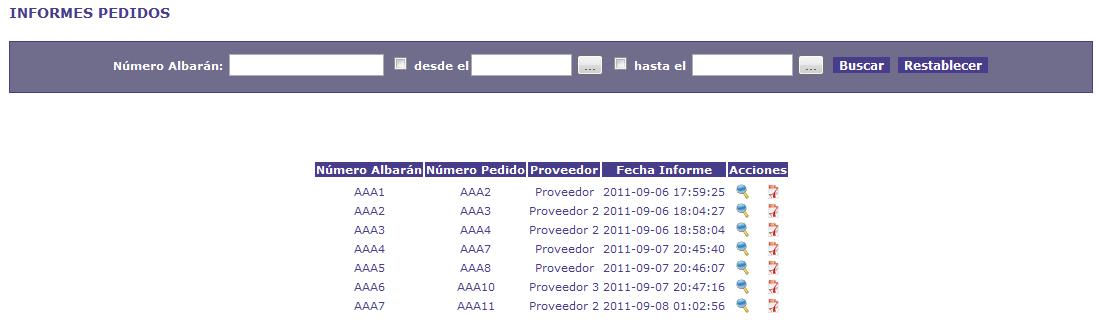 INFORMES PEDIDOS
Número Albarán: desde el ... hasta el ... Buscar Restablecer
Número Albarán Número Pedido Proveedor Fecha Informe Acciones
AAA1 AAA2 Proveedor 2011-09-06 17:59:25
AAA2 AAA3 Proveedor 2 2011-09-06 18:04:27
AAA3 AAA4 Proveedor 2 2011-09-06 18:58:04
AAA4 AAA7 Proveedor 2011-09-07 20:45:40
AAA5 AAA8 Proveedor 2011-09-07 20:46:07
AAA6 AAA10 Proveedor 3 2011-09-07 20:47:16
AAA7 AAA11 Proveedor 2 2011-09-08 01:02:56